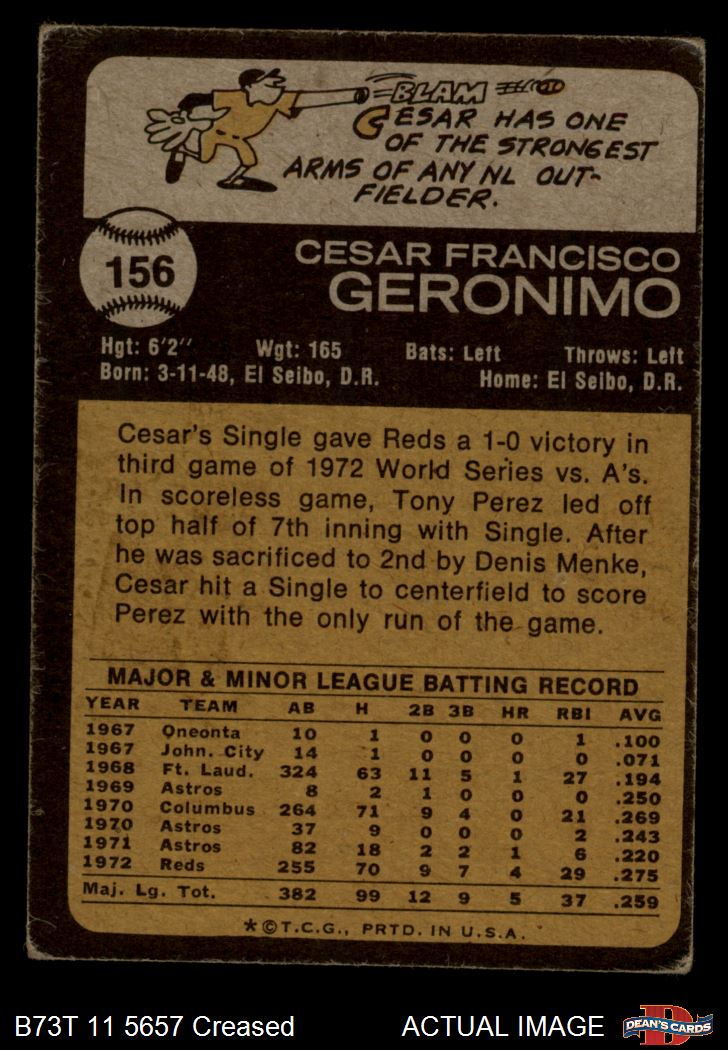 BLAM
CESAR HAS ONE
OF THE STRONGEST
ARMS OF ANY NL OUT-
FIELDER.
156
CESAR FRANCISCO
GERONIMO
Hgt: 6'2" Wgt: 165 Bats: Left Throws: Left
Born: 3-11-48, El Seibo, D.R. Home: El Seibo, D.R.
Cesar's Single gave Reds a 1-0 victory in
third game of 1972 World Series vs. A's.
In scoreless game, Tony Perez led off
top half of 7th inning with Single. After
he was sacrificed to 2nd by Denis Menke,
Cesar hit a Single to centerfield to score
Perez with the only run of the game.
MAJOR & MINOR LEAGUE BATTING RECORD
YEAR TEAM AB H 2B 3B HR RBI AVG
1967 Oneonta 10 1 0 0 0 1 .100
1967 John. City 14 1 0 0 0 0 .071
1968 Ft. Laud. 324 63 11 5 1 27 .194
1969 Astros 8 2 1 0 0 0 .250
1970 Columbus 264 71 9 4 0 21 .269
1970 Astros 37 9 0 0 0 2 .243
1971 Astros 82 18 2 2 1 6 .220
1972 Reds 255 70 9 7 4 29 .275
Maj. Lg. Tot. 382 99 12 9 5 37 .259
*©T.C.G., PRTD. IN U.S.A.
B73T 11 5657 Creased ACTUAL IMAGE
DEAN'S CARDS